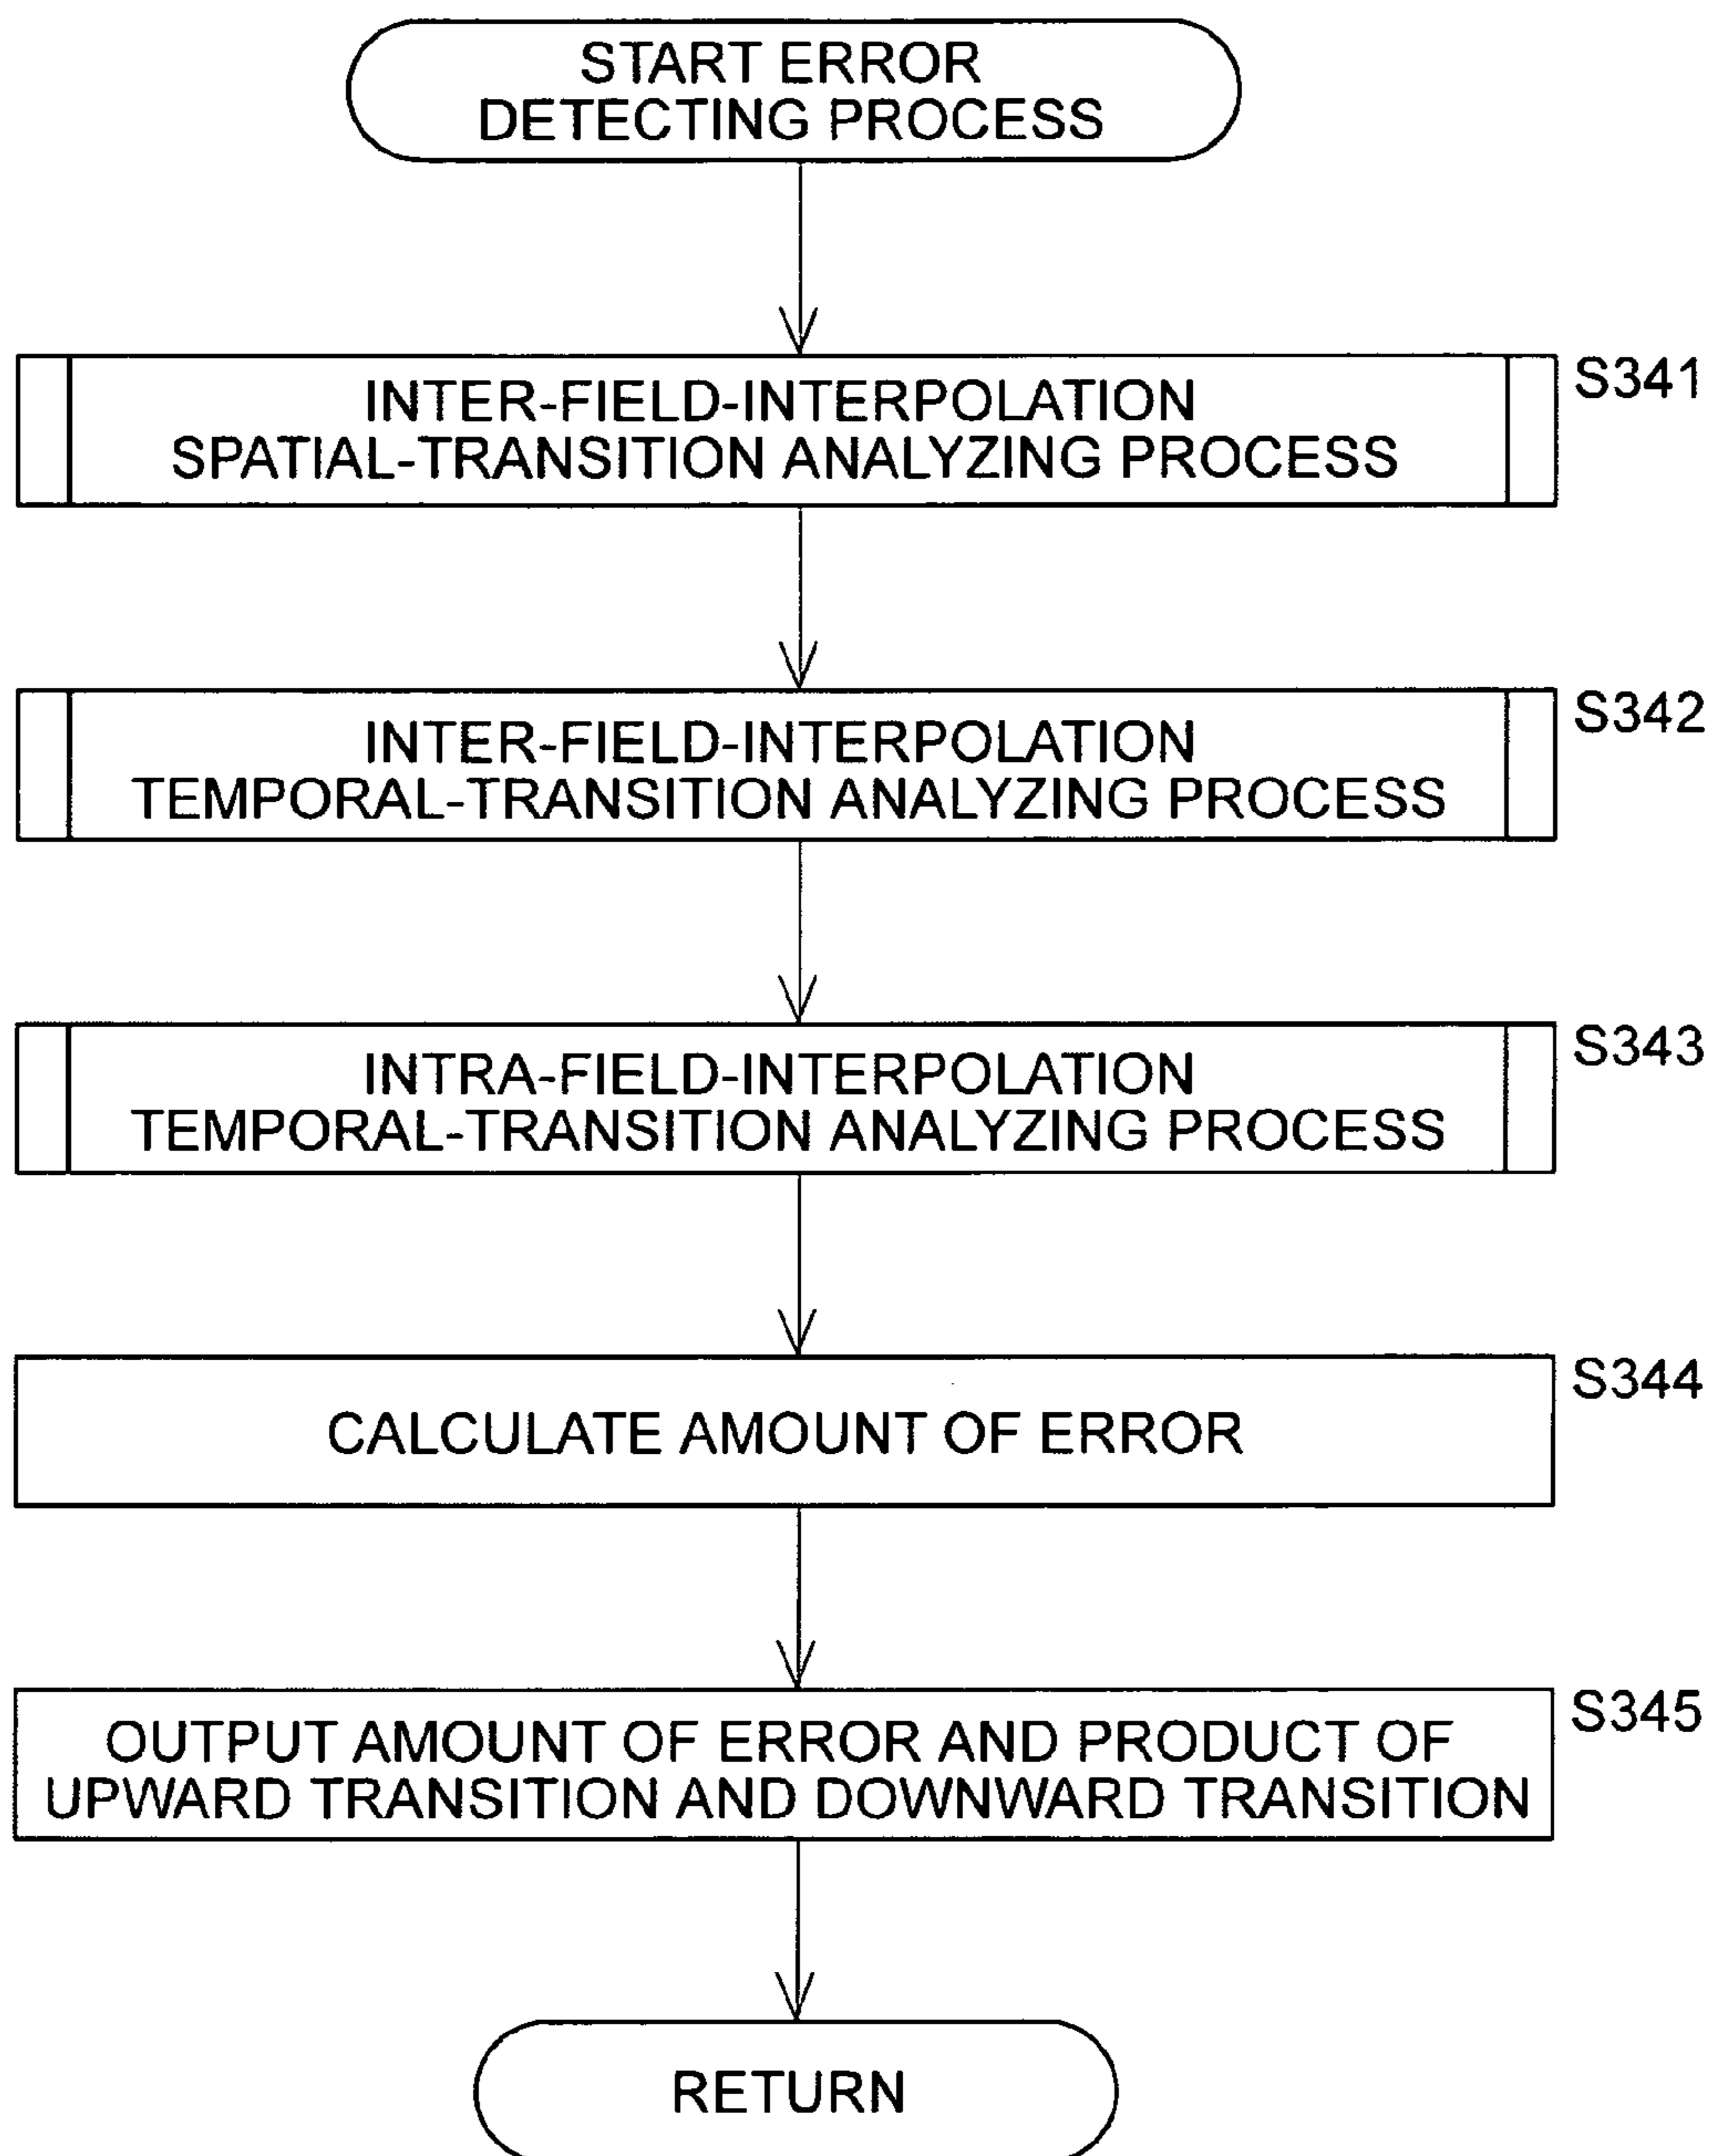 START ERROR
DETECTING PROCESS
INTER-FIELD-INTERPOLATION
SPATIAL-TRANSITION ANALYZING PROCESS
S341
INTER-FIELD-INTERPOLATION
TEMPORAL-TRANSITION ANALYZING PROCESS
S342
INTRA-FIELD-INTERPOLATION
TEMPORAL-TRANSITION ANALYZING PROCESS
S343
CALCULATE AMOUNT OF ERROR
S344
OUTPUT AMOUNT OF ERROR AND PRODUCT OF
UPWARD TRANSITION AND DOWNWARD TRANSITION
S345
RETURN